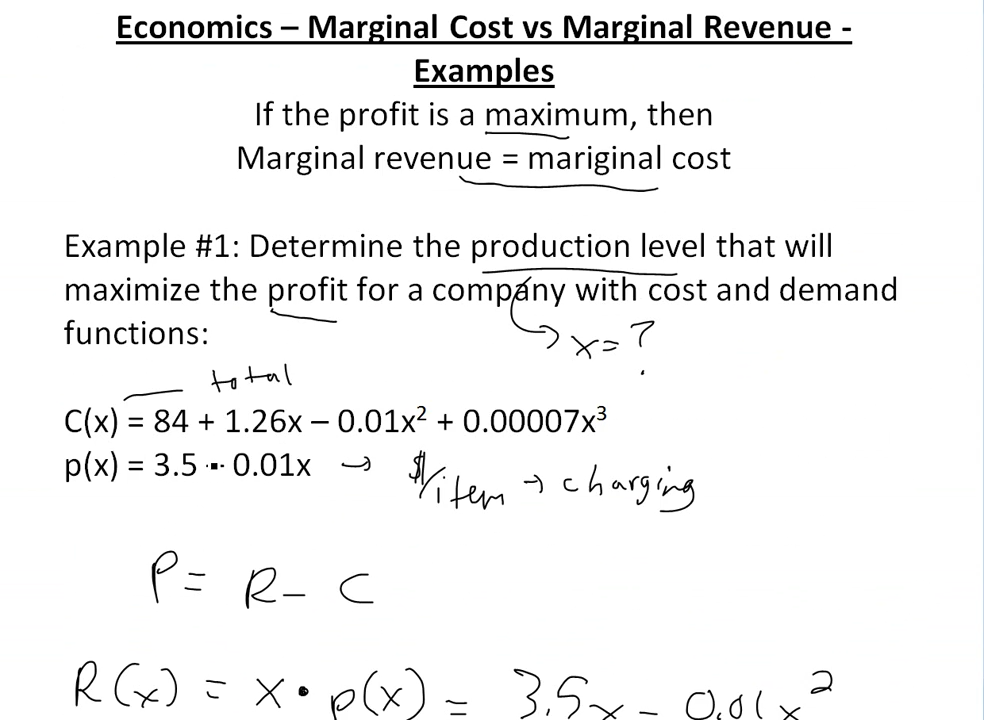 Economics – Marginal Cost vs Marginal Revenue -
Examples
If the profit is a maximum, then
Marginal revenue = mariginal cost
Example #1: Determine the production level that will
maximize the profit for a company with cost and demand
functions:
x = ?
total
C(x) = 84 + 1.26x – 0.01x² + 0.00007x³
p(x) = 3.5 - 0.01x → $/item → charging
P = R - C
R(x) = x • p(x) = 3.5x - 0.01x²